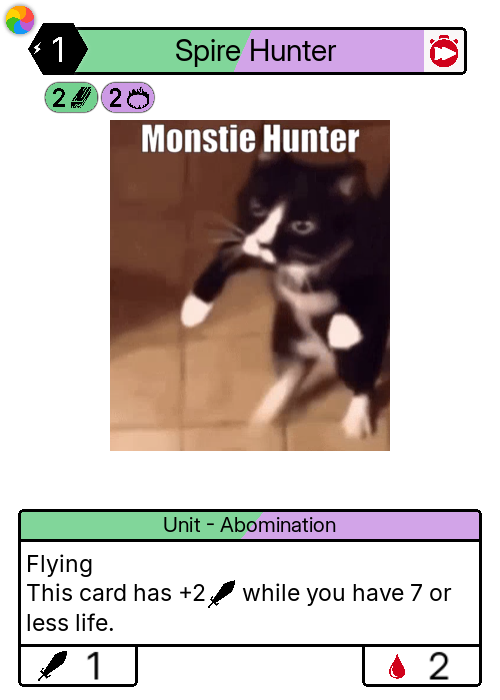 1 Spire Hunter
2 2
Monstie Hunter
Unit - Abomination
Flying
This card has +2 while you have 7 or
less life.
1 2